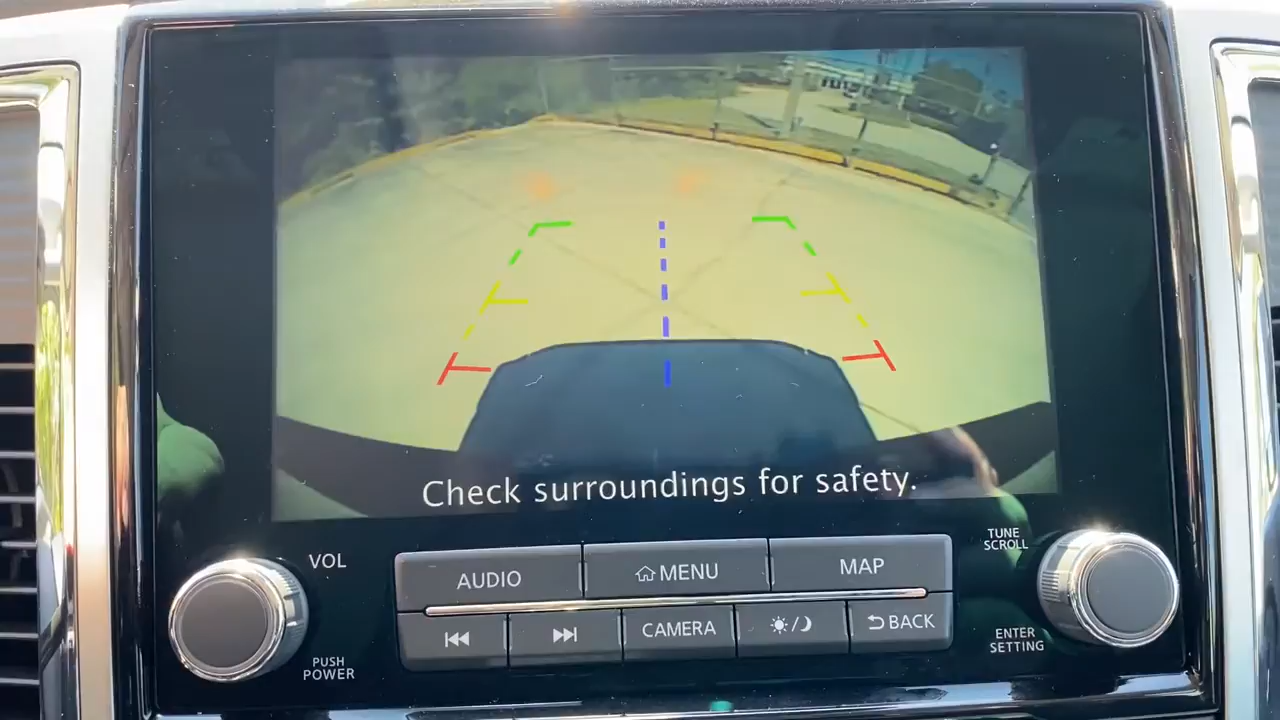 Check surroundings for safety.
VOL
TUNE
SCROLL
AUDIO
MENU
MAP
CAMERA
BACK
PUSH
POWER
ENTER
SETTING